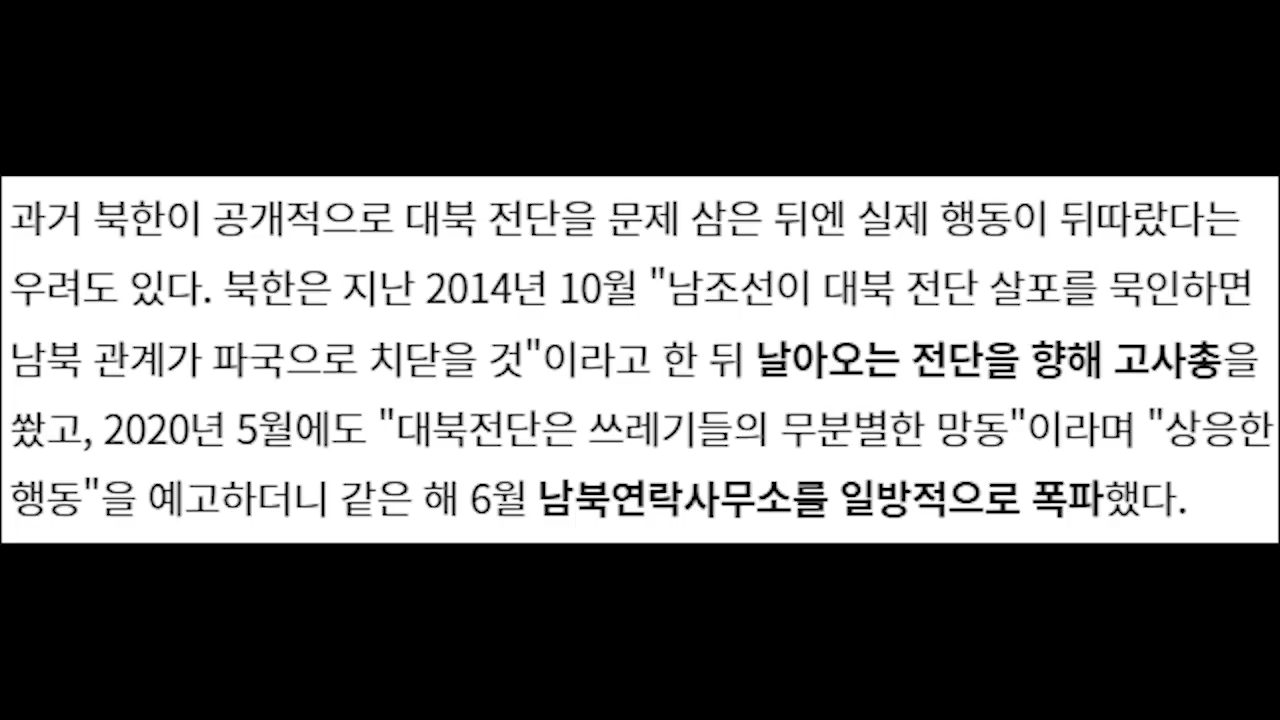 과거 북한이 공개적으로 대북 전단을 문제 삼은 뒤엔 실제 행동이 뒤따랐다는
우려도 있다. 북한은 지난 2014년 10월 "남조선이 대북 전단 살포를 묵인하면
남북 관계가 파국으로 치닫을 것"이라고 한 뒤 날아오는 전단을 향해 고사총을
쐈고, 2020년 5월에도 "대북전단은 쓰레기들의 무분별한 망동"이라며 "상응한
행동"을 예고하더니 같은 해 6월 남북연락사무소를 일방적으로 폭파했다.